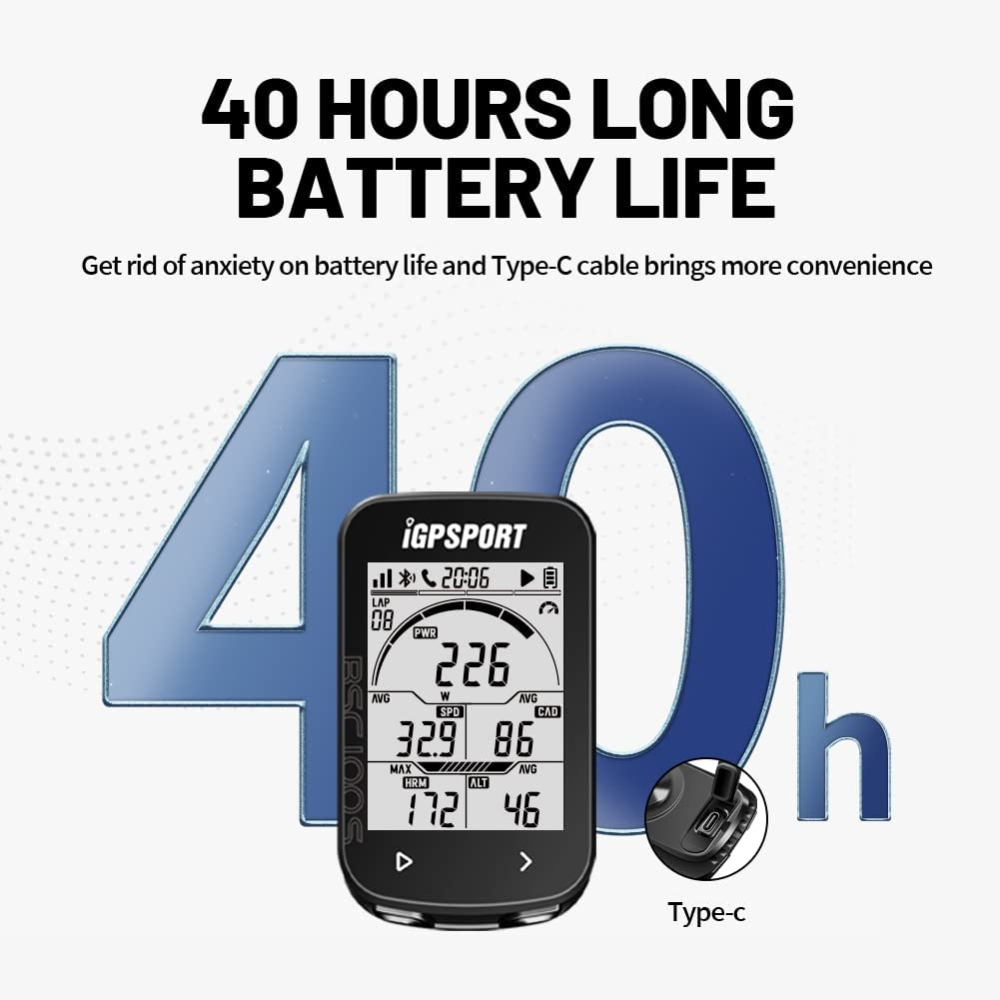 40 HOURS LONG
BATTERY LIFE
Get rid of anxiety on battery life and Type-C cable brings more convenience
40h
iGPSPORT
20:06
LAP
08
PWR
226
AVG W AVG
SPD CAD
32.9 86
MAX AVG
HRM ALT
172 46
BSC100S
Type-c